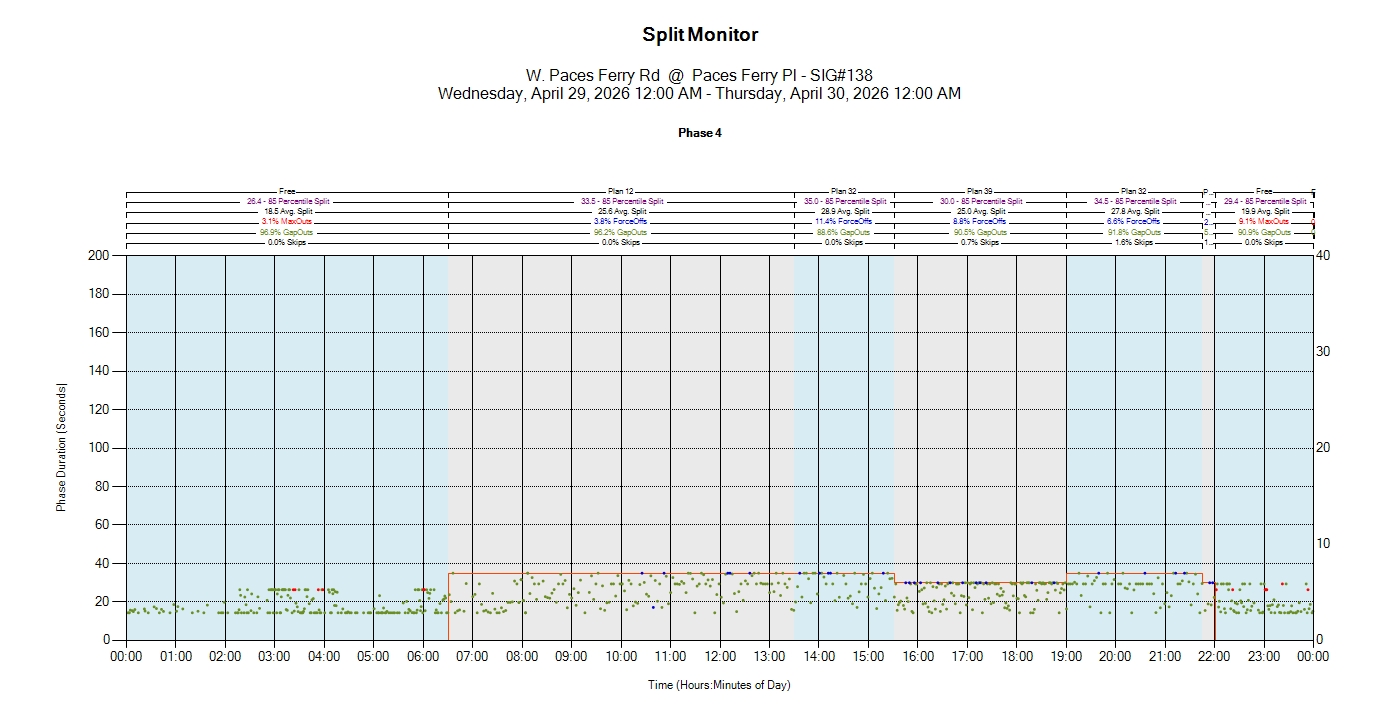 Split Monitor
W. Paces Ferry Rd @ Paces Ferry Pl - SIG#138
Wednesday, April 29, 2026 12:00 AM - Thursday, April 30, 2026 12:00 AM
Phase 4
Free Plan 12 Plan 32 Plan 39 Plan 32 P... Free F
26.4 - 85 Percentile Split 33.5 - 85 Percentile Split 35.0 - 85 Percentile Split 30.0 - 85 Percentile Split 34.5 - 85 Percentile Split ... 29.4 - 85 Percentile Split
18.5 Avg. Split 25.6 Avg. Split 28.9 Avg. Split 25.0 Avg. Split 27.8 Avg. Split ... 19.9 Avg. Split
3.1% MaxOuts 3.8% ForceOffs 11.4% ForceOffs 8.8% ForceOffs 6.6% ForceOffs 2... 9.1% MaxOuts
96.9% GapOuts 96.2% GapOuts 88.6% GapOuts 90.5% GapOuts 91.8% GapOuts 5... 90.9% GapOuts
0.0% Skips 0.0% Skips 0.0% Skips 0.7% Skips 1.6% Skips 1... 0.0% Skips
200 40
180
160
30
140
120
100 20
80
60
10
40
20
0 0
Phase Duration (Seconds)
00:00 01:00 02:00 03:00 04:00 05:00 06:00 07:00 08:00 09:00 10:00 11:00 12:00 13:00 14:00 15:00 16:00 17:00 18:00 19:00 20:00 21:00 22:00 23:00 00:00
Time (Hours:Minutes of Day)